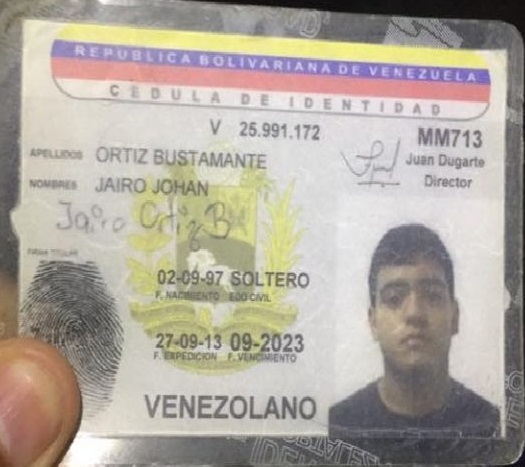 REPUBLICA BOLIVARIANA DE VENEZUELA
CEDULA DE IDENTIDAD
V 25.991.172
MM713
Juan Dugarte
Director
APELLIDOS ORTIZ BUSTAMANTE
NOMBRES JAIRO JOHAN
Jairo Ortiz B
FIRMA TITULAR
02-09-97 SOLTERO
F. NACIMIENTO EDO CIVIL
27-09-13 09-2023
F. EXPEDICION F. VENCIMIENTO
VENEZOLANO